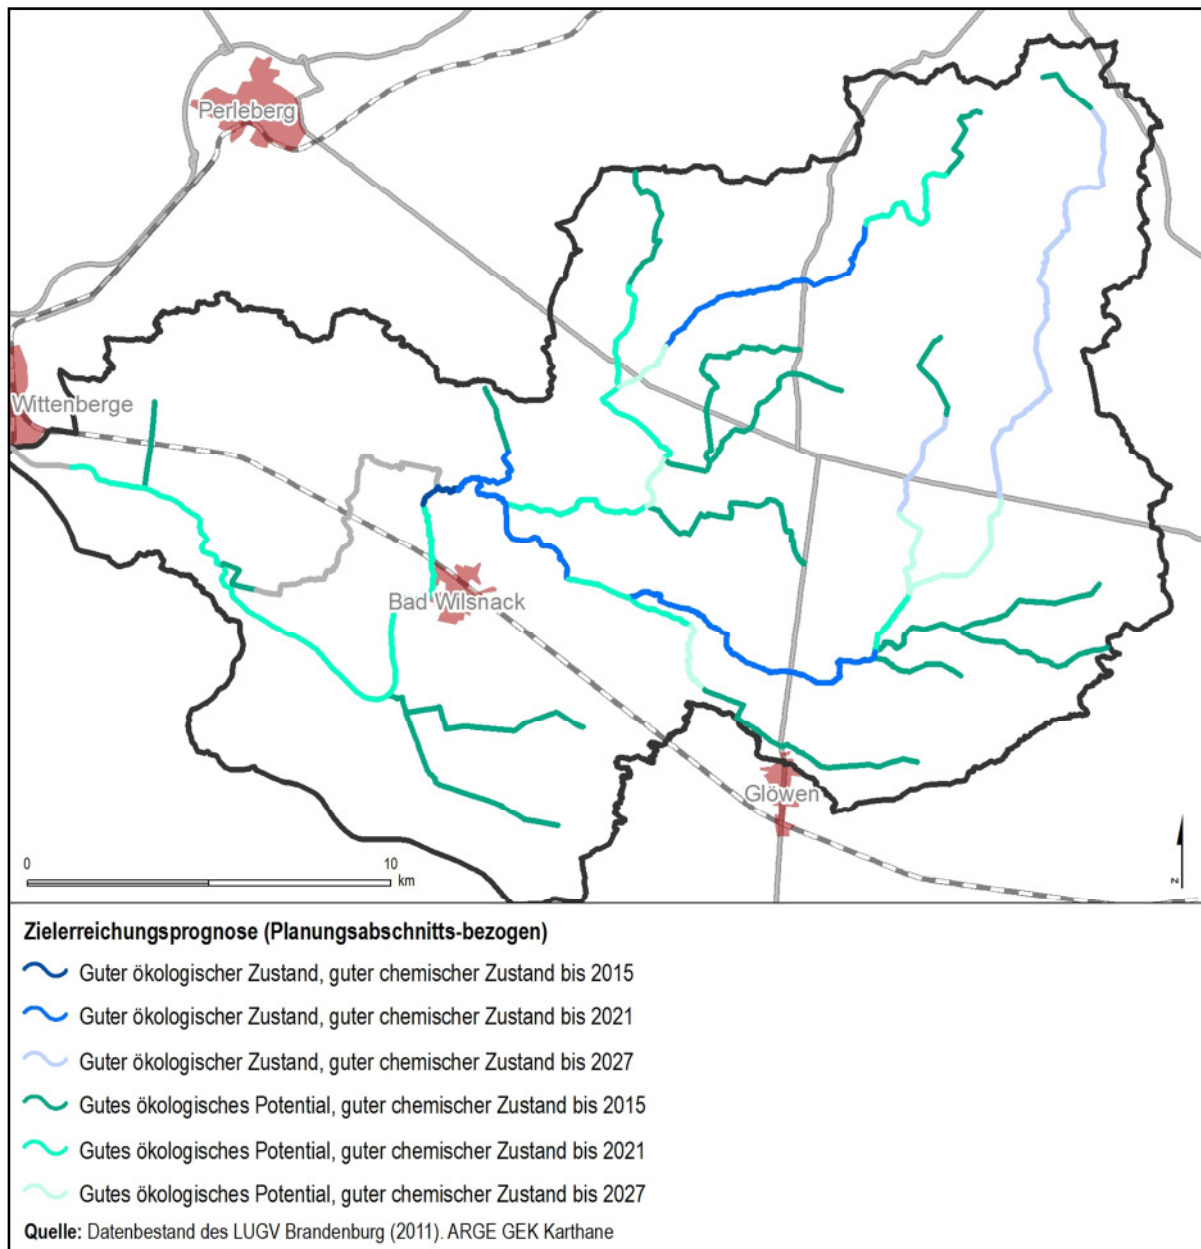 Perleberg
Wittenberge
Bad Wilsnack
Glöwen
0 10
km
N
Zielerreichungsprognose (Planungsabschnitts-bezogen)
Guter ökologischer Zustand, guter chemischer Zustand bis 2015
Guter ökologischer Zustand, guter chemischer Zustand bis 2021
Guter ökologischer Zustand, guter chemischer Zustand bis 2027
Gutes ökologisches Potential, guter chemischer Zustand bis 2015
Gutes ökologisches Potential, guter chemischer Zustand bis 2021
Gutes ökologisches Potential, guter chemischer Zustand bis 2027
Quelle: Datenbestand des LUGV Brandenburg (2011). ARGE GEK Karthane